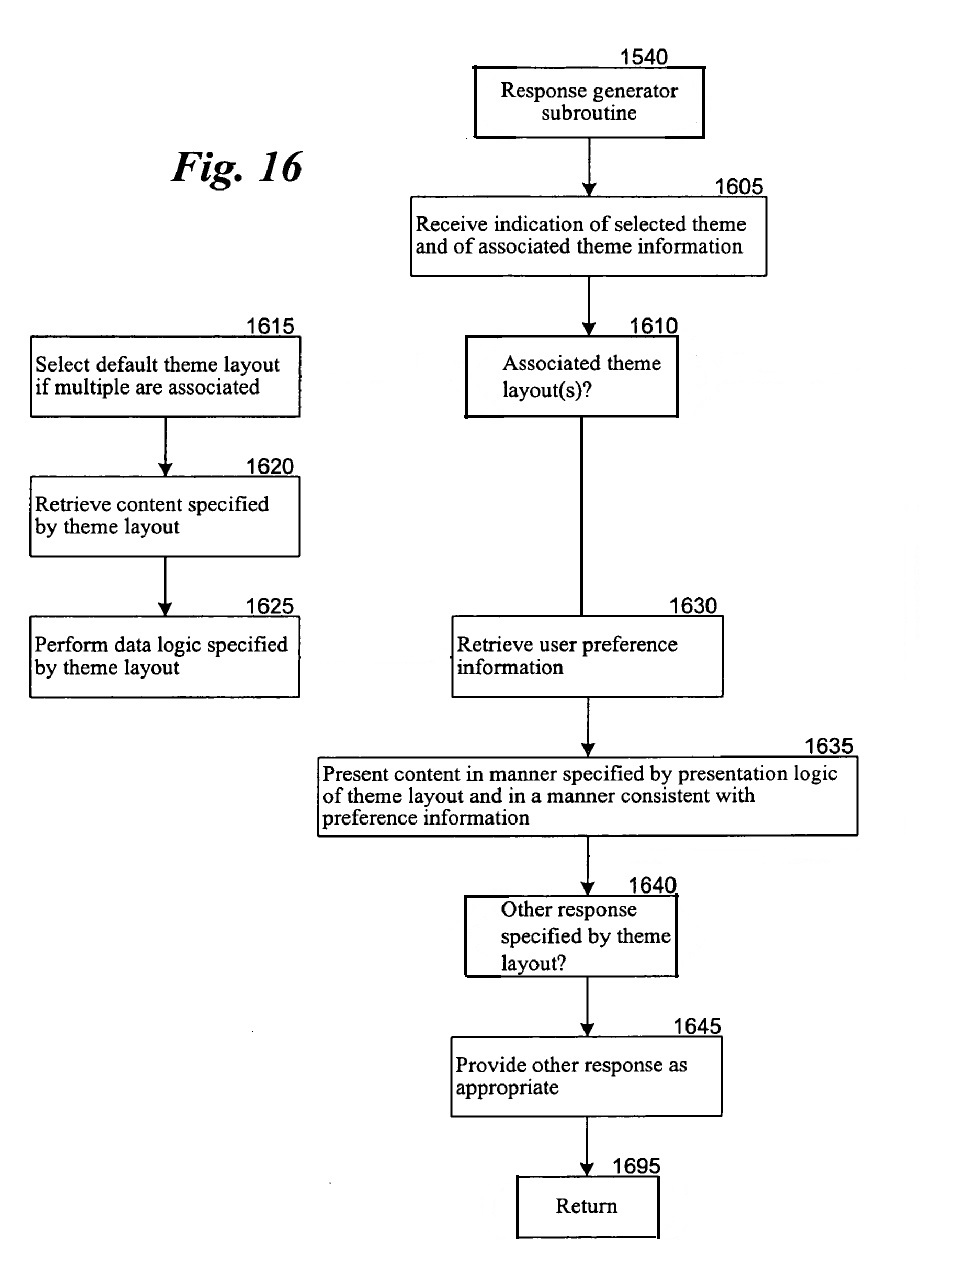 1540
Response generator
subroutine
Fig. 16
1605
Receive indication of selected theme
and of associated theme information
1615
Select default theme layout
if multiple are associated
1610
Associated theme
layout(s)?
1620
Retrieve content specified
by theme layout
1625
Perform data logic specified
by theme layout
1630
Retrieve user preference
information
1635
Present content in manner specified by presentation logic
of theme layout and in a manner consistent with
preference information
1640
Other response
specified by theme
layout?
1645
Provide other response as
appropriate
1695
Return